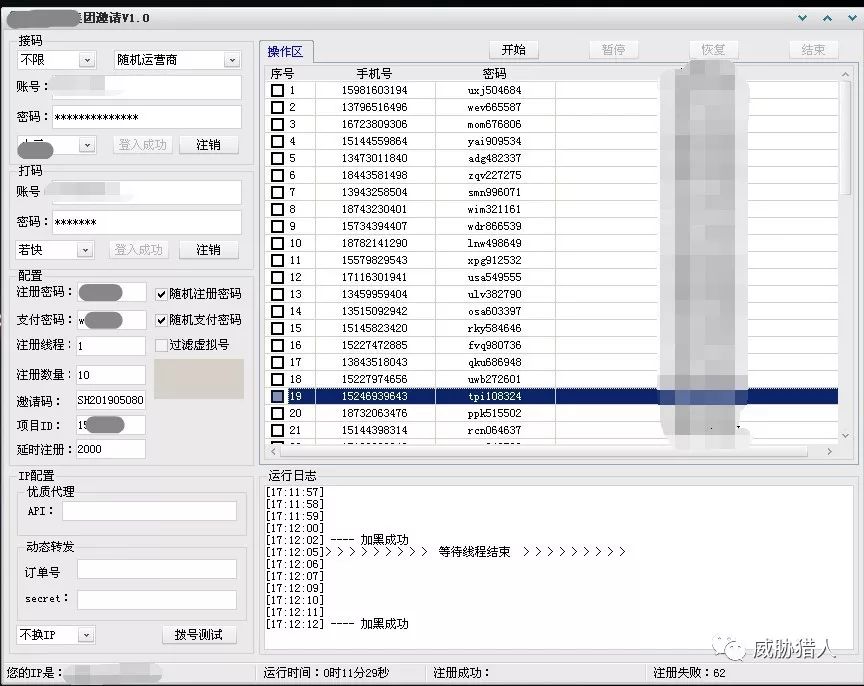 集团邀请V1.0
接码
不限 随机运营商
账号：
密码：**************
登入成功 注销
打码
账号
密码：*******
若快 登入成功 注销
配置
注册密码： 随机注册密码
支付密码：w 随机支付密码
注册线程：1 过滤虚拟号
注册数量：10
邀请码：SH201905080
项目ID：15
延时注册：2000
IP配置
优质代理
API：
动态转发
订单号
secret：
不换IP 拨号测试
操作区 开始 暂停 恢复 结束
序号 手机号 密码
1 15981603194 uxj504684
2 13796516496 wev665587
3 16723809306 mom676806
4 15144559864 yai909534
5 13473011840 adg482337
6 18443581498 zqv227275
7 13943258504 smn996071
8 18743230401 wim321161
9 15734394407 wdr866539
10 18782141290 lnw498649
11 15579829543 xpg912532
12 17116301941 usa549555
13 13459959404 ulv382790
14 13515092942 osa603397
15 15145823420 rky584646
16 15227472885 fvq980736
17 13843518043 qku686948
18 15227974656 uwb272601
19 15246939643 tpi108324
20 18732063476 ppk515502
21 15144398314 rcn064637
运行日志
[17:11:57]
[17:11:58]
[17:11:59]
[17:12:00]
[17:12:02] ---- 加黑成功
[17:12:05]＞＞＞＞＞＞＞＞＞ 等待线程结束 ＞＞＞＞＞＞＞＞＞
[17:12:06]
[17:12:07]
[17:12:09]
[17:12:10]
[17:12:11]
[17:12:12] ---- 加黑成功
威胁猎人
您的IP是： 运行时间：0时11分29秒 注册成功： 注册失败：62